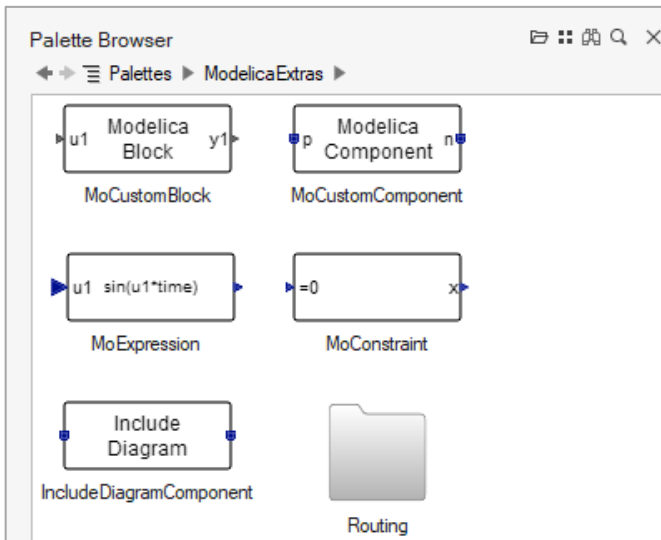 Palette Browser
Palettes ModelicaExtras
u1 Modelica Block y1
MoCustomBlock
p Modelica Component n
MoCustomComponent
u1 sin(u1*time)
MoExpression
=0 x
MoConstraint
Include
Diagram
IncludeDiagramComponent
Routing